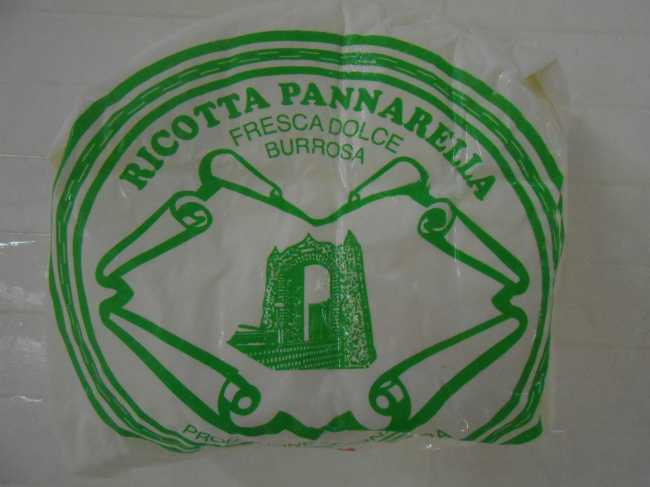 RICOTTA PANNARELLA
FRESCA DOLCE
BURROSA
P